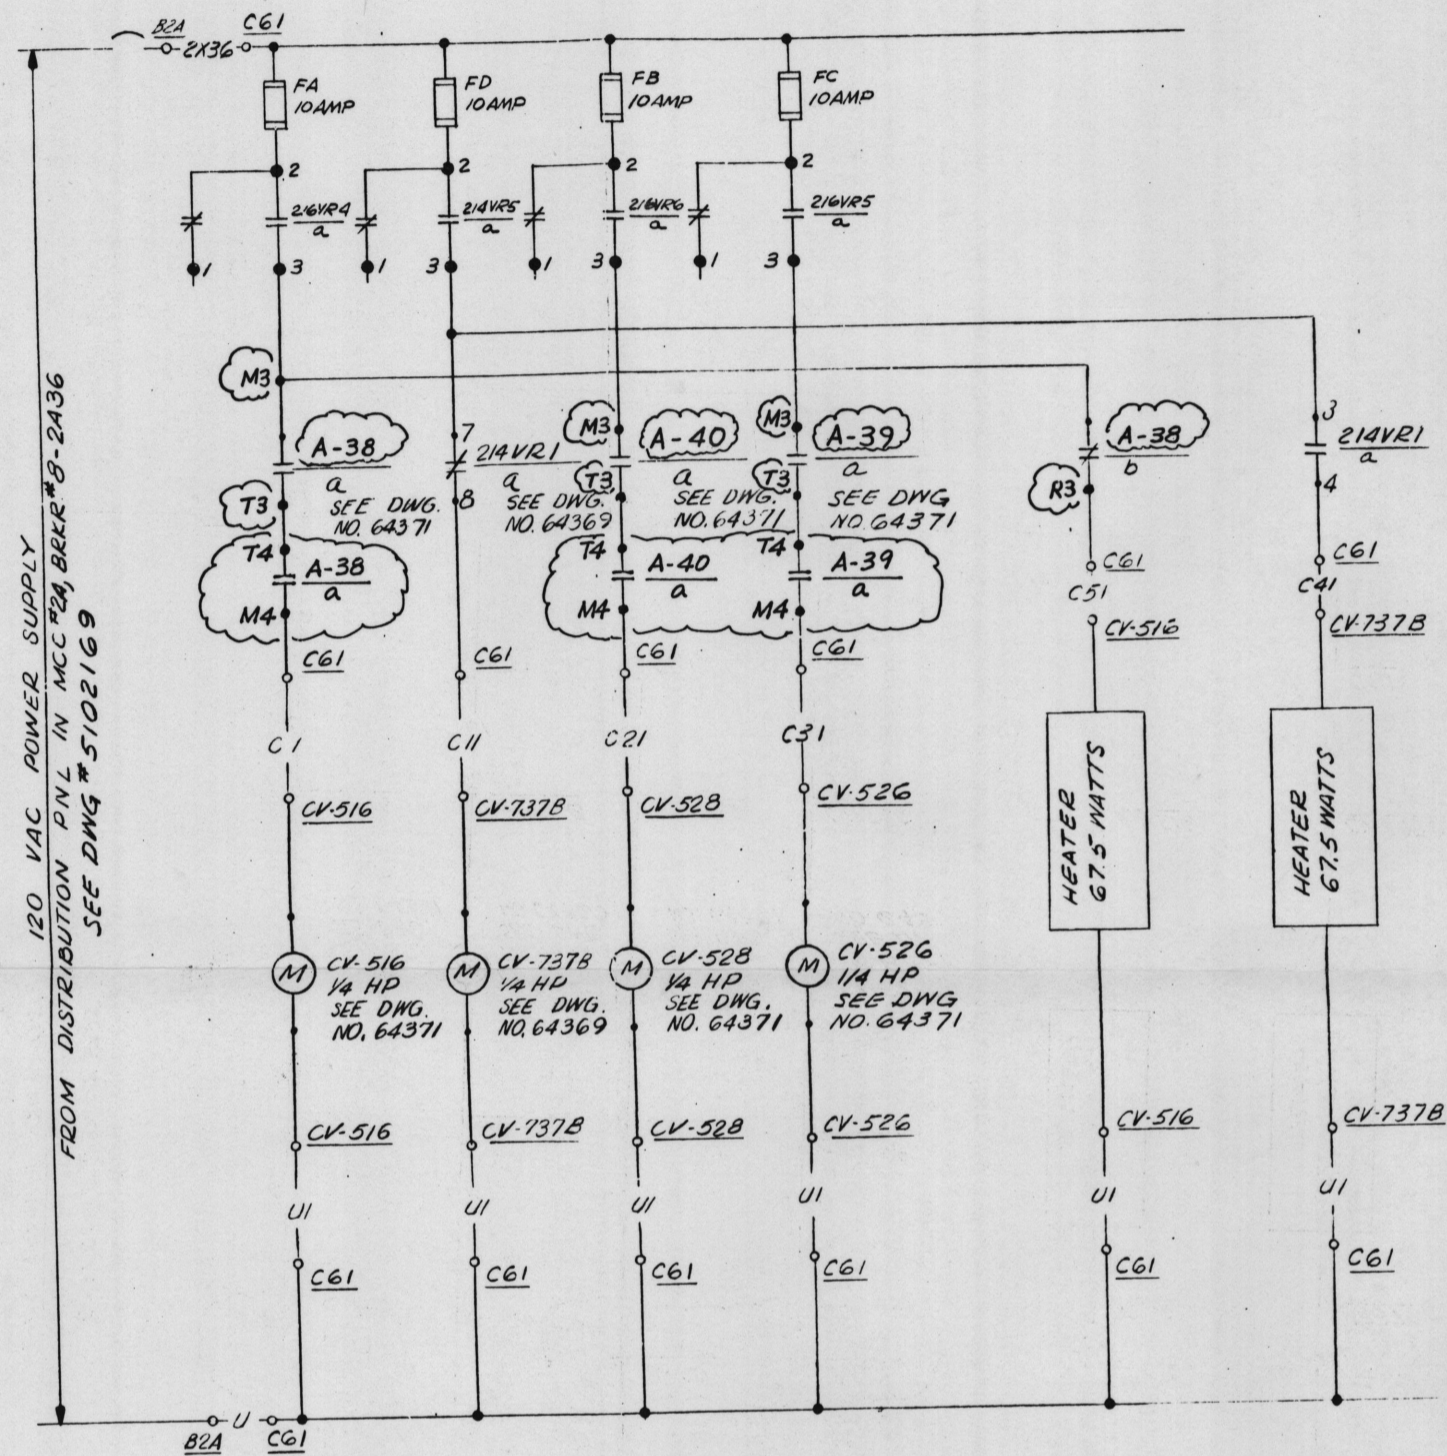 B2A
C61
2X36
FA
10AMP
FD
10AMP
FB
10AMP
FC
10AMP
2
2
2
2
216VR4
a
214VR5
a
216VR6
a
216VR5
a
1
3
1
3
1
3
1
3
M3
A-38
a
T3
SEE DWG.
NO. 64371
T4
A-38
a
M4
C61
7
214VR1
a
8
SEE DWG.
NO. 64369
C61
M3
A-40
a
T3
SEE DWG.
NO. 64371
T4
A-40
a
M4
C61
M3
A-39
a
T3
SEE DWG
NO. 64371
T4
A-39
a
M4
C61
A-38
b
R3
C61
C51
CV-516
3
214VR1
a
4
C61
C41
CV-737B
C1
C11
C21
C31
CV-516
CV-737B
CV-528
CV-526
HEATER
67.5 WATTS
HEATER
67.5 WATTS
M
CV-516
1/4 HP
SEE DWG.
NO. 64371
M
CV-737B
1/4 HP
SEE DWG.
NO. 64369
M
CV-528
1/4 HP
SEE DWG.
NO. 64371
M
CV-526
1/4 HP
SEE DWG
NO. 64371
CV-516
CV-737B
CV-528
CV-526
CV-516
CV-737B
U1
U1
U1
U1
U1
U1
C61
C61
C61
C61
C61
C61
B2A
U
C61
120 VAC POWER SUPPLY
FROM DISTRIBUTION PNL IN MCC #2A, BRKR #8-2A36
SEE DWG #5102169